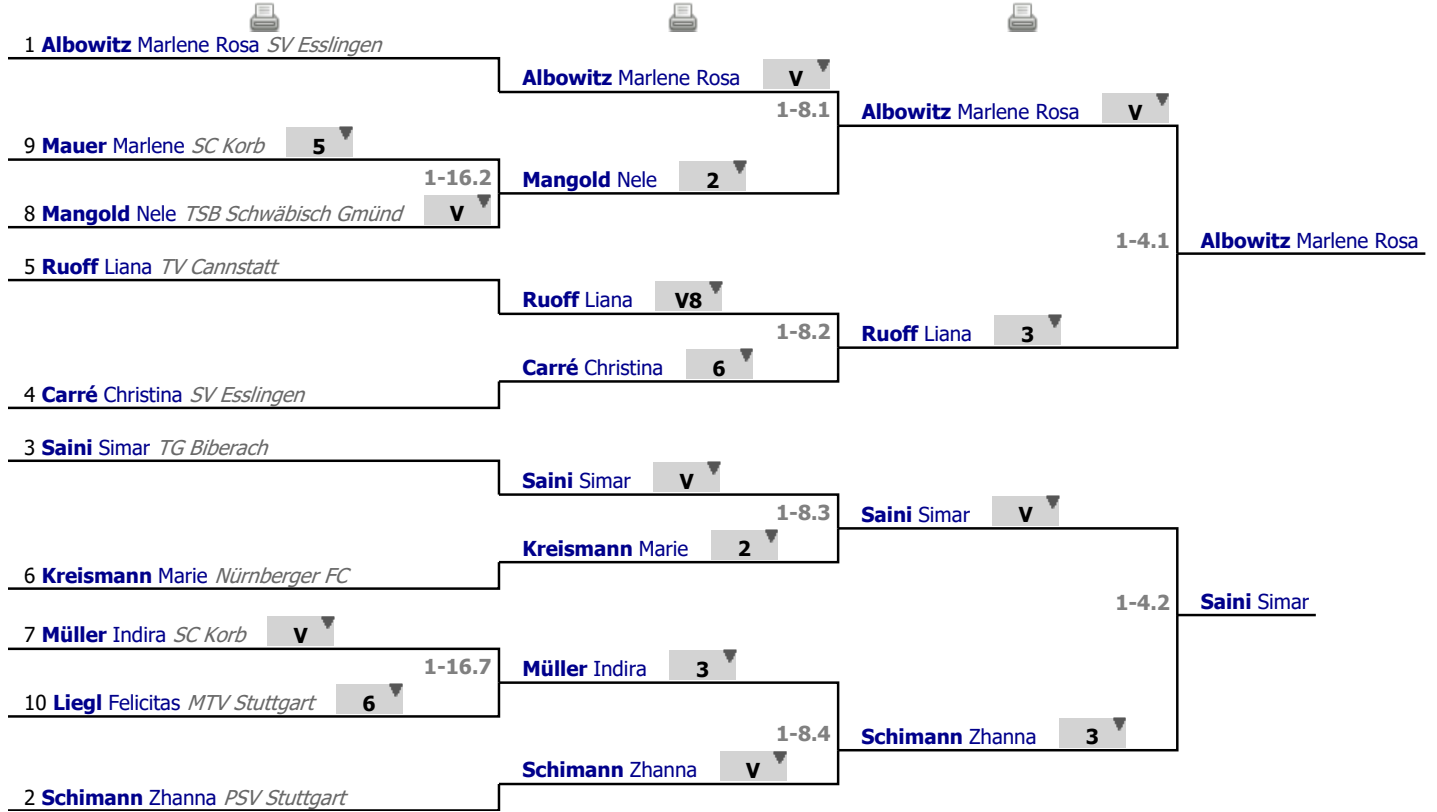 1 Albowitz Marlene Rosa SV Esslingen
9 Mauer Marlene SC Korb 5
1-16.2
8 Mangold Nele TSB Schwäbisch Gmünd V
5 Ruoff Liana TV Cannstatt
4 Carré Christina SV Esslingen
3 Saini Simar TG Biberach
6 Kreismann Marie Nürnberger FC
7 Müller Indira SC Korb V
1-16.7
10 Liegl Felicitas MTV Stuttgart 6
2 Schimann Zhanna PSV Stuttgart
Albowitz Marlene Rosa V
1-8.1
Mangold Nele 2
Ruoff Liana V8
1-8.2
Carré Christina 6
Saini Simar V
1-8.3
Kreismann Marie 2
Müller Indira 3
1-8.4
Schimann Zhanna V
Albowitz Marlene Rosa V
1-4.1
Ruoff Liana 3
Saini Simar V
1-4.2
Schimann Zhanna 3
Albowitz Marlene Rosa
Saini Simar